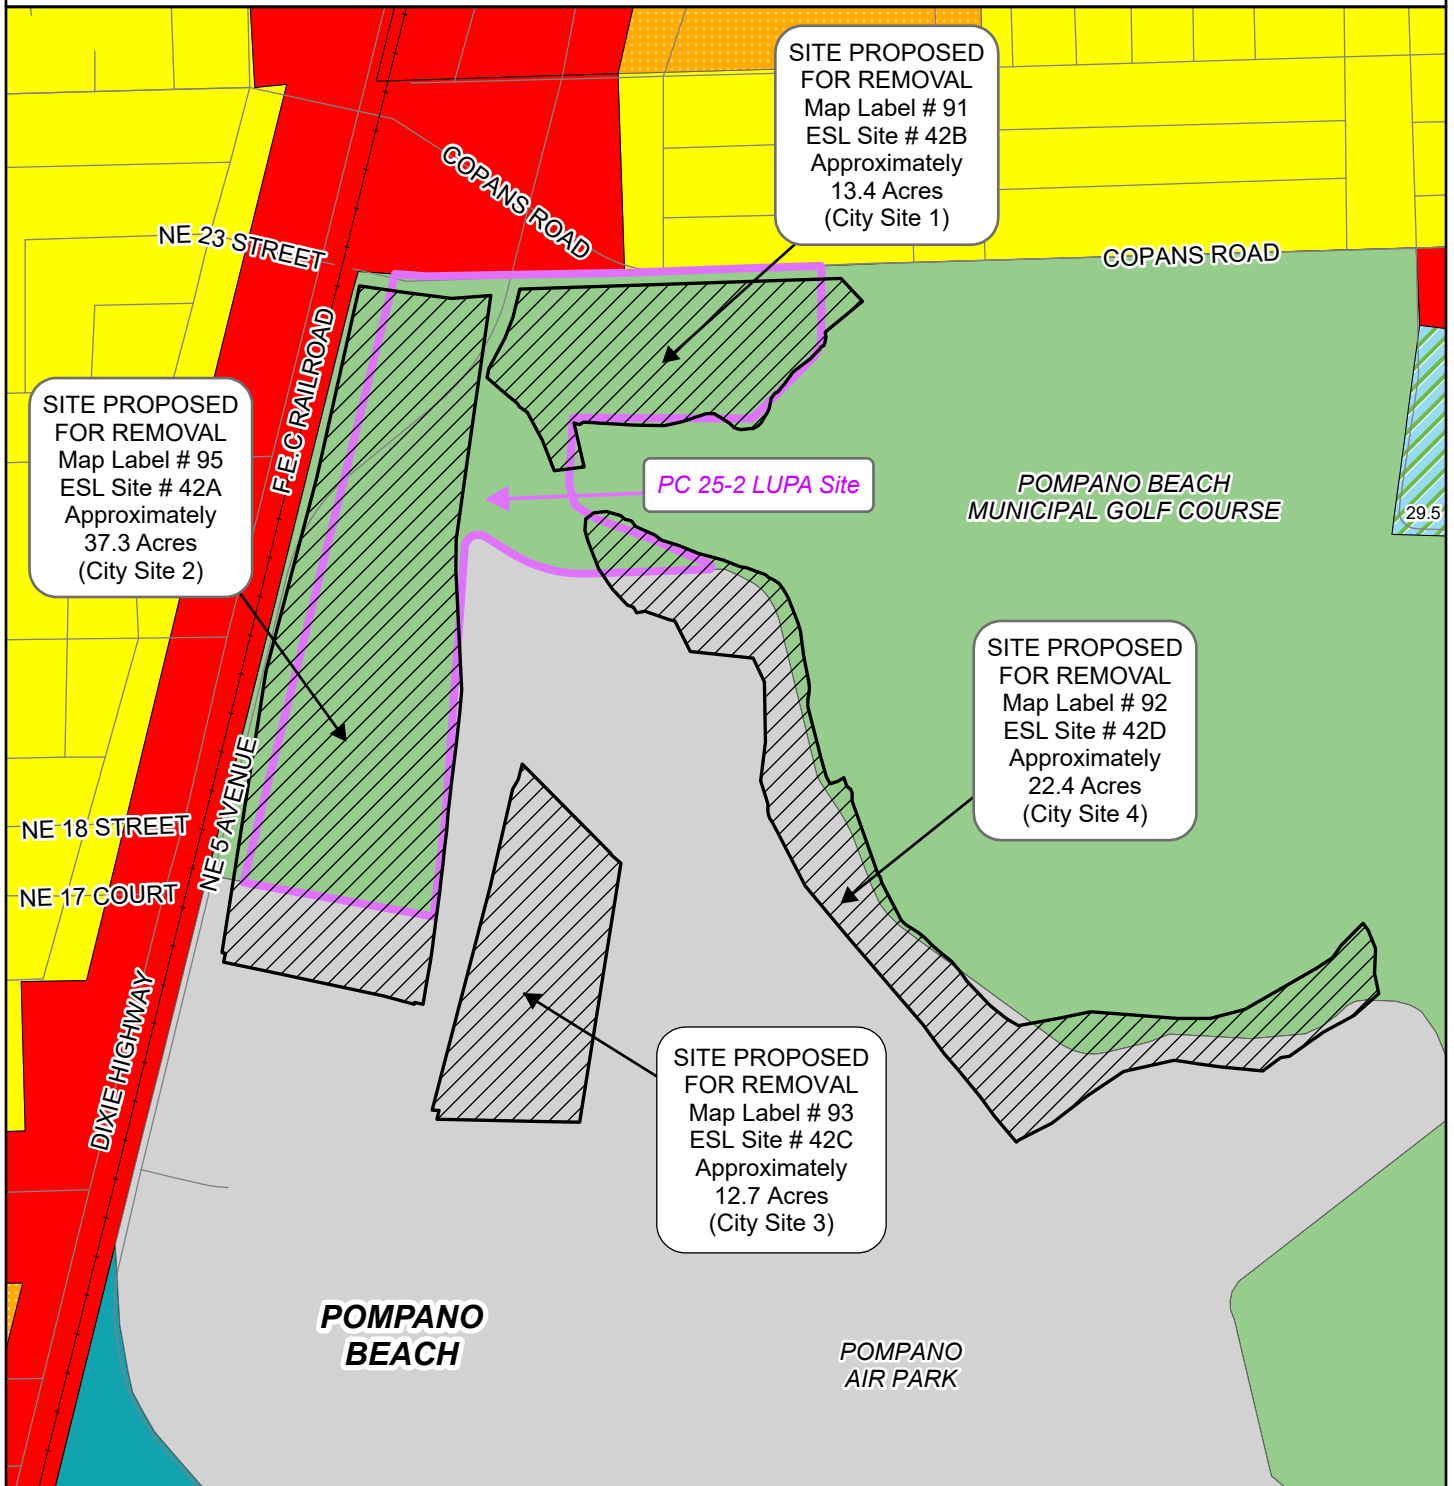 SITE PROPOSED
FOR REMOVAL
Map Label # 91
ESL Site # 42B
Approximately
13.4 Acres
(City Site 1)
COPANS ROAD
NE 23 STREET
COPANS ROAD
F.E.C RAILROAD
SITE PROPOSED
FOR REMOVAL
Map Label # 95
ESL Site # 42A
Approximately
37.3 Acres
(City Site 2)
PC 25-2 LUPA Site
POMPANO BEACH
MUNICIPAL GOLF COURSE
29.5
SITE PROPOSED
FOR REMOVAL
Map Label # 92
ESL Site # 42D
Approximately
22.4 Acres
(City Site 4)
NE 5 AVENUE
NE 18 STREET
NE 17 COURT
DIXIE HIGHWAY
SITE PROPOSED
FOR REMOVAL
Map Label # 93
ESL Site # 42C
Approximately
12.7 Acres
(City Site 3)
POMPANO
BEACH
POMPANO
AIR PARK